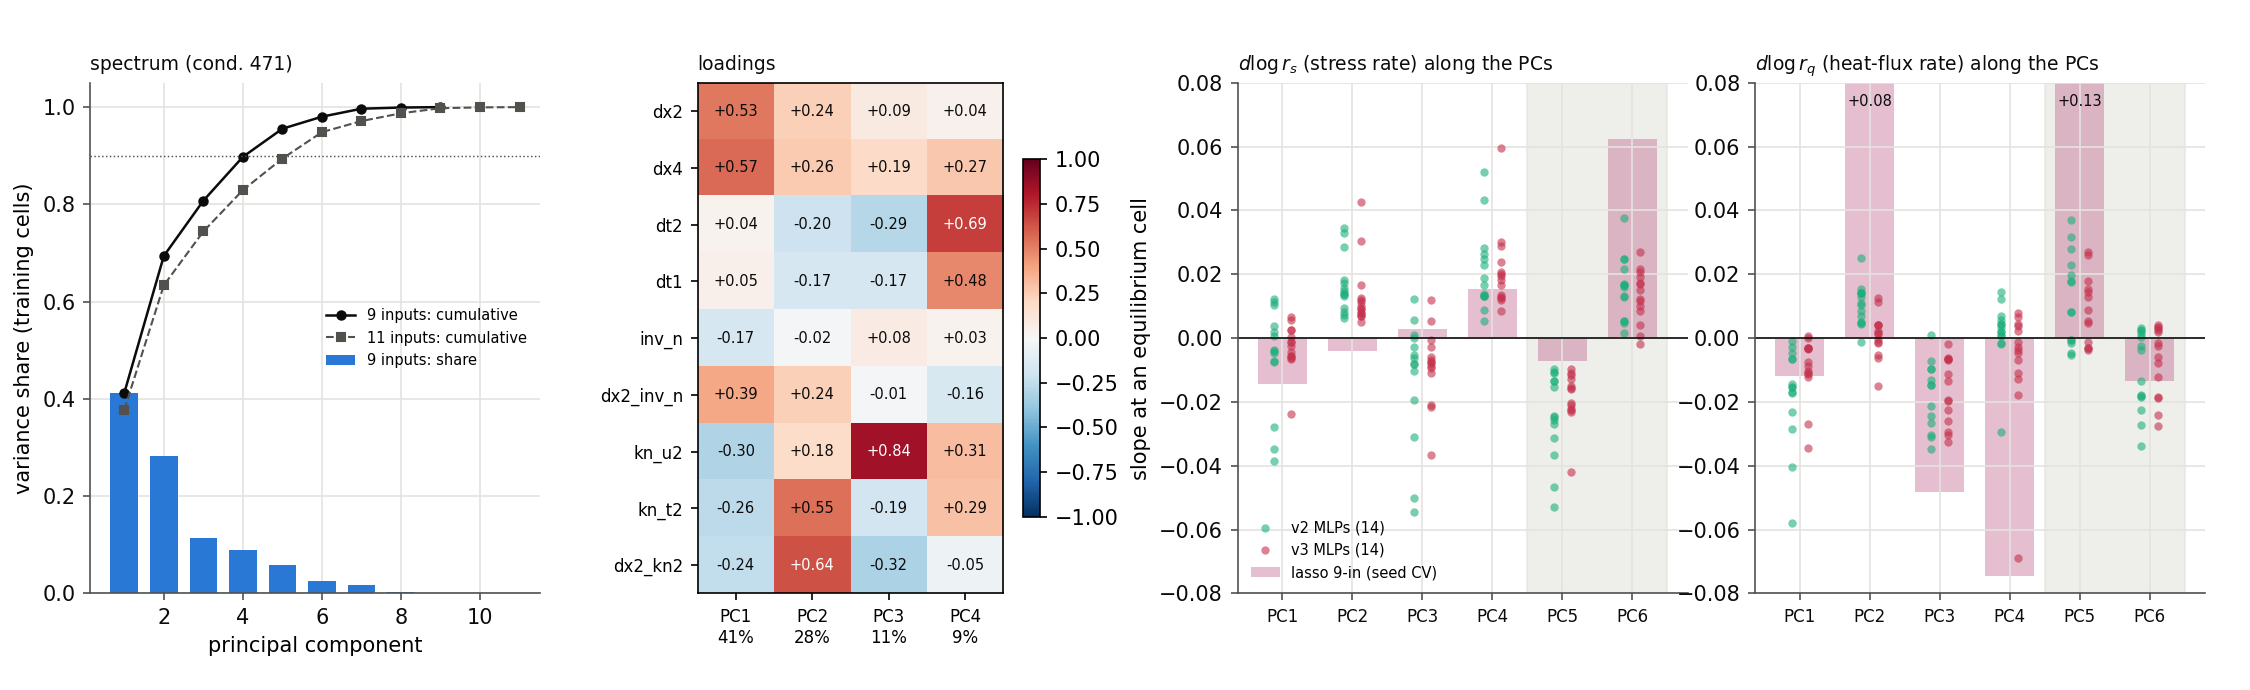 spectrum (cond. 471)
variance share (training cells)
1.0
0.8
0.6
0.4
0.2
0.0
9 inputs: cumulative
11 inputs: cumulative
9 inputs: share
2 4 6 8 10
principal component
loadings
dx2 +0.53 +0.24 +0.09 +0.04
dx4 +0.57 +0.26 +0.19 +0.27
dt2 +0.04 -0.20 -0.29 +0.69
dt1 +0.05 -0.17 -0.17 +0.48
inv_n -0.17 -0.02 +0.08 +0.03
dx2_inv_n +0.39 +0.24 -0.01 -0.16
kn_u2 -0.30 +0.18 +0.84 +0.31
kn_t2 -0.26 +0.55 -0.19 +0.29
dx2_kn2 -0.24 +0.64 -0.32 -0.05
PC1 PC2 PC3 PC4
41% 28% 11% 9%
1.00
0.75
0.50
0.25
0.00
−0.25
−0.50
−0.75
−1.00
d log r_s (stress rate) along the PCs
slope at an equilibrium cell
0.08
0.06
0.04
0.02
0.00
−0.02
−0.04
−0.06
−0.08
v2 MLPs (14)
v3 MLPs (14)
lasso 9-in (seed CV)
PC1 PC2 PC3 PC4 PC5 PC6
d log r_q (heat-flux rate) along the PCs
0.08
0.06
0.04
0.02
0.00
−0.02
−0.04
−0.06
−0.08
+0.08 +0.13
PC1 PC2 PC3 PC4 PC5 PC6